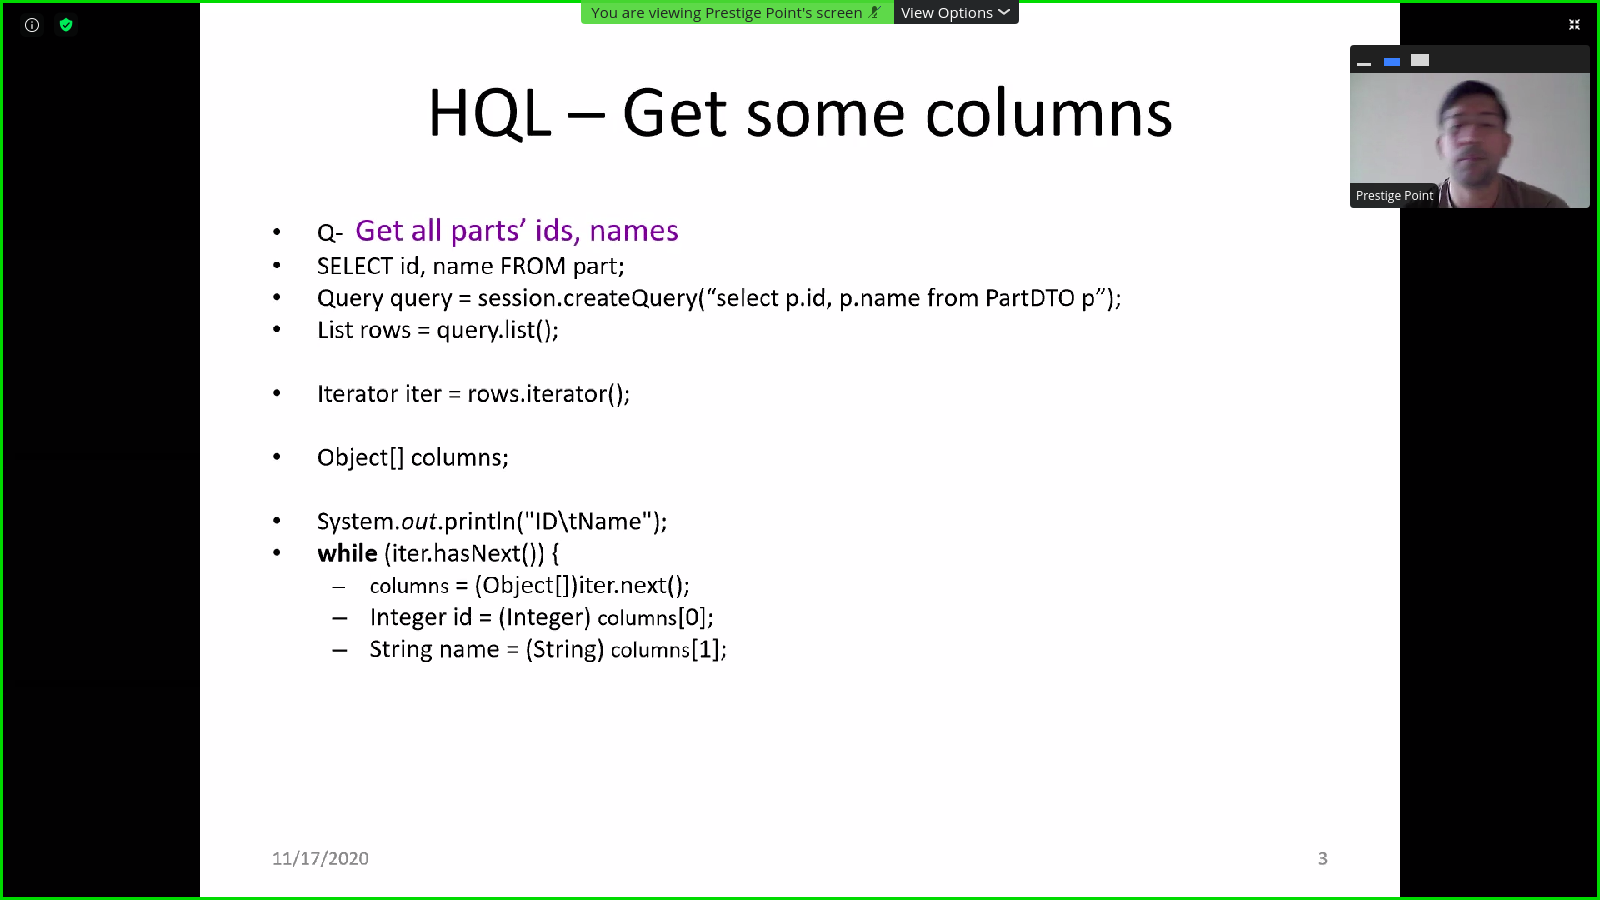 You are viewing Prestige Point's screen View Options
HQL – Get some columns
Prestige Point
• Q- Get all parts’ ids, names
• SELECT id, name FROM part;
• Query query = session.createQuery(“select p.id, p.name from PartDTO p”);
• List rows = query.list();
• Iterator iter = rows.iterator();
• Object[] columns;
• System.out.println("ID\tName");
• while (iter.hasNext()) {
– columns = (Object[])iter.next();
– Integer id = (Integer) columns[0];
– String name = (String) columns[1];
11/17/2020
3